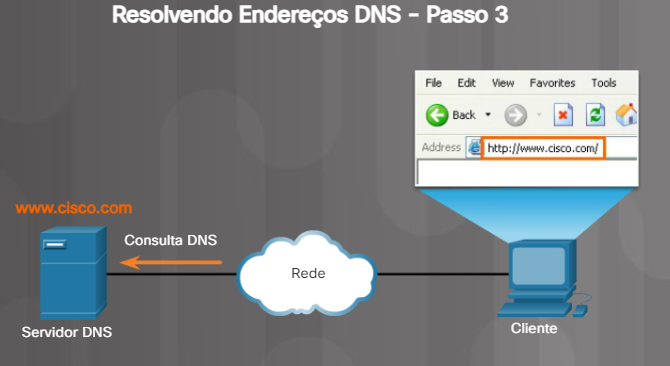 Resolvendo Endereços DNS - Passo 3
File Edit View Favorites Tools
Back
Address http://www.cisco.com/
www.cisco.com
Consulta DNS
Rede
Servidor DNS
Cliente